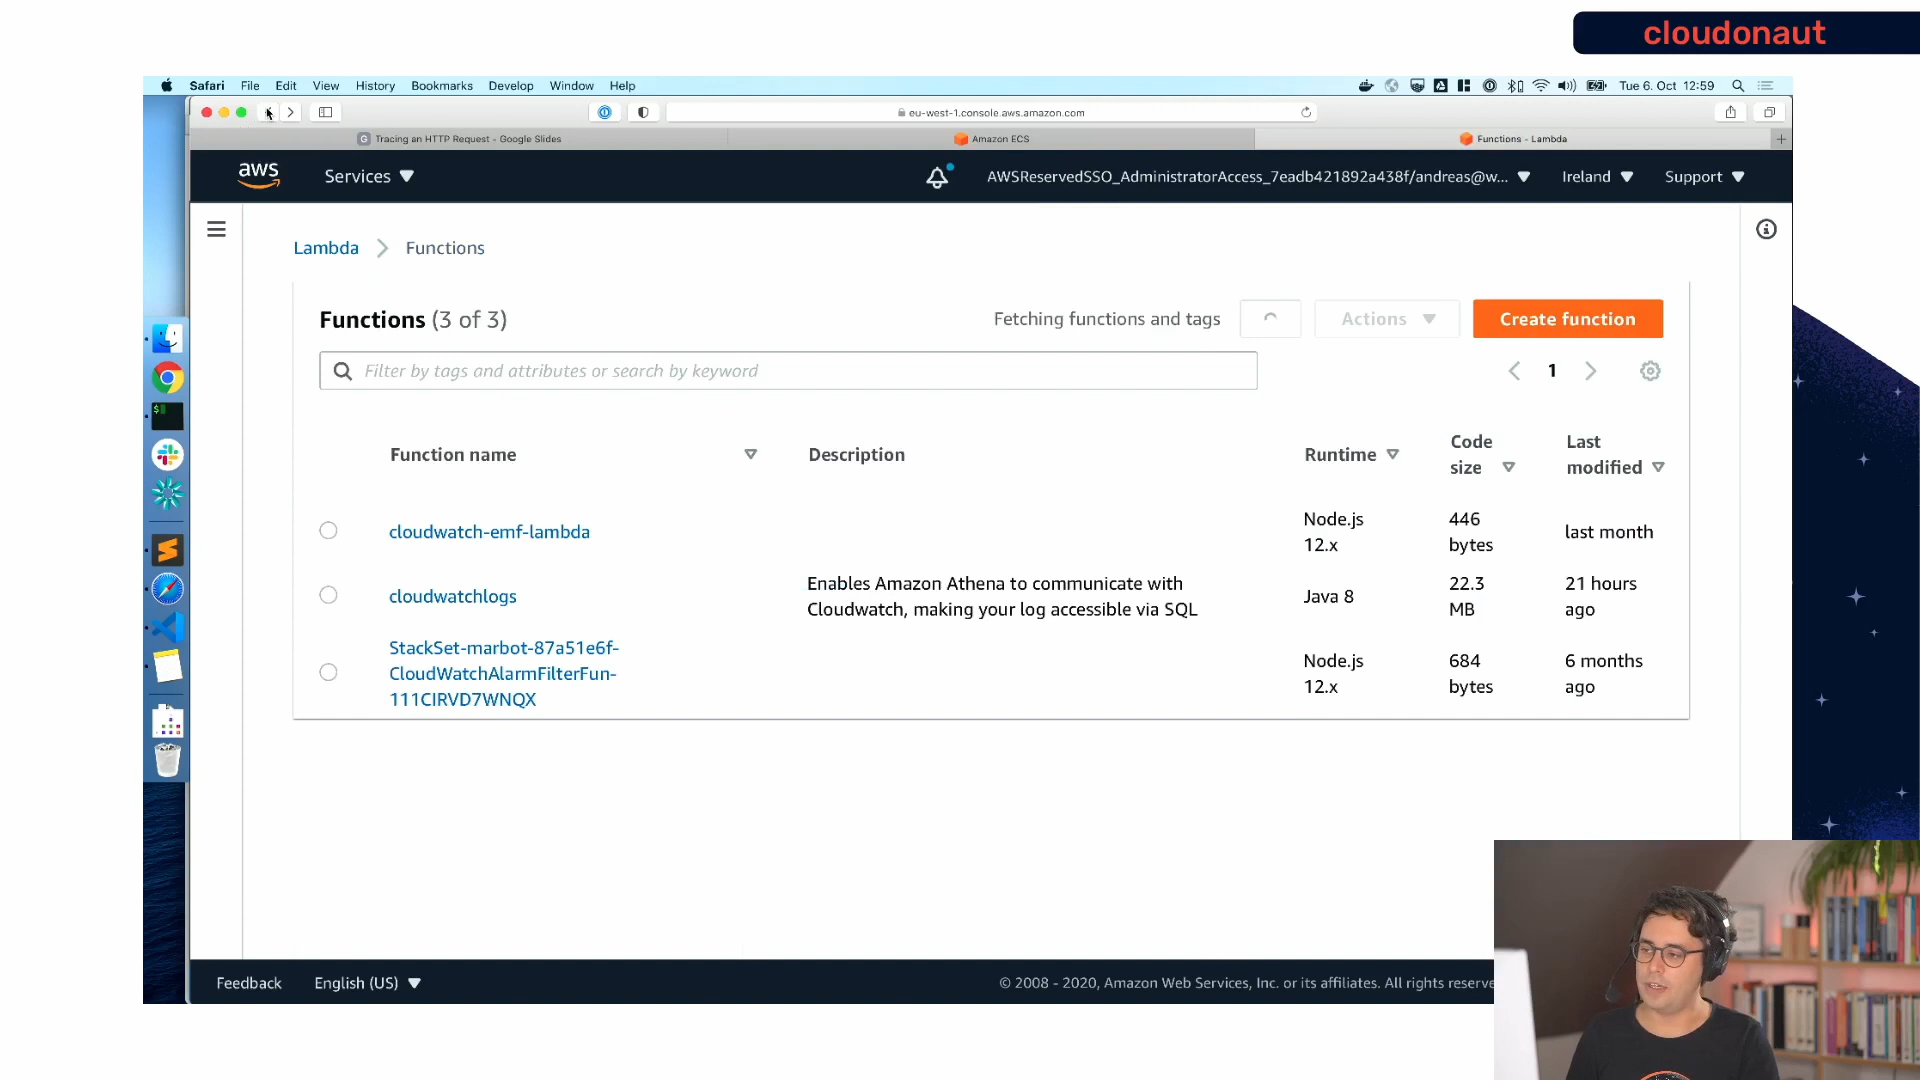 cloudonaut
Safari File Edit View History Bookmarks Develop Window Help Tue 6. Oct 12:59
eu-west-1.console.aws.amazon.com
Tracing an HTTP Request - Google Slides Amazon ECS Functions - Lambda
aws Services AWSReservedSSO_AdministratorAccess_7eadb421892a438f/andreas@w... Ireland Support
Lambda Functions
Functions (3 of 3) Fetching functions and tags Actions Create function
Filter by tags and attributes or search by keyword 1
Function name Description Runtime Code size Last modified
cloudwatch-emf-lambda Node.js 12.x 446 bytes last month
cloudwatchlogs Enables Amazon Athena to communicate with Cloudwatch, making your log accessible via SQL Java 8 22.3 MB 21 hours ago
StackSet-marbot-87a51e6f-
CloudWatchAlarmFilterFun-
111CIRVD7WNQX Node.js 12.x 684 bytes 6 months ago
Feedback English (US) © 2008 - 2020, Amazon Web Services, Inc. or its affiliates. All rights reserve